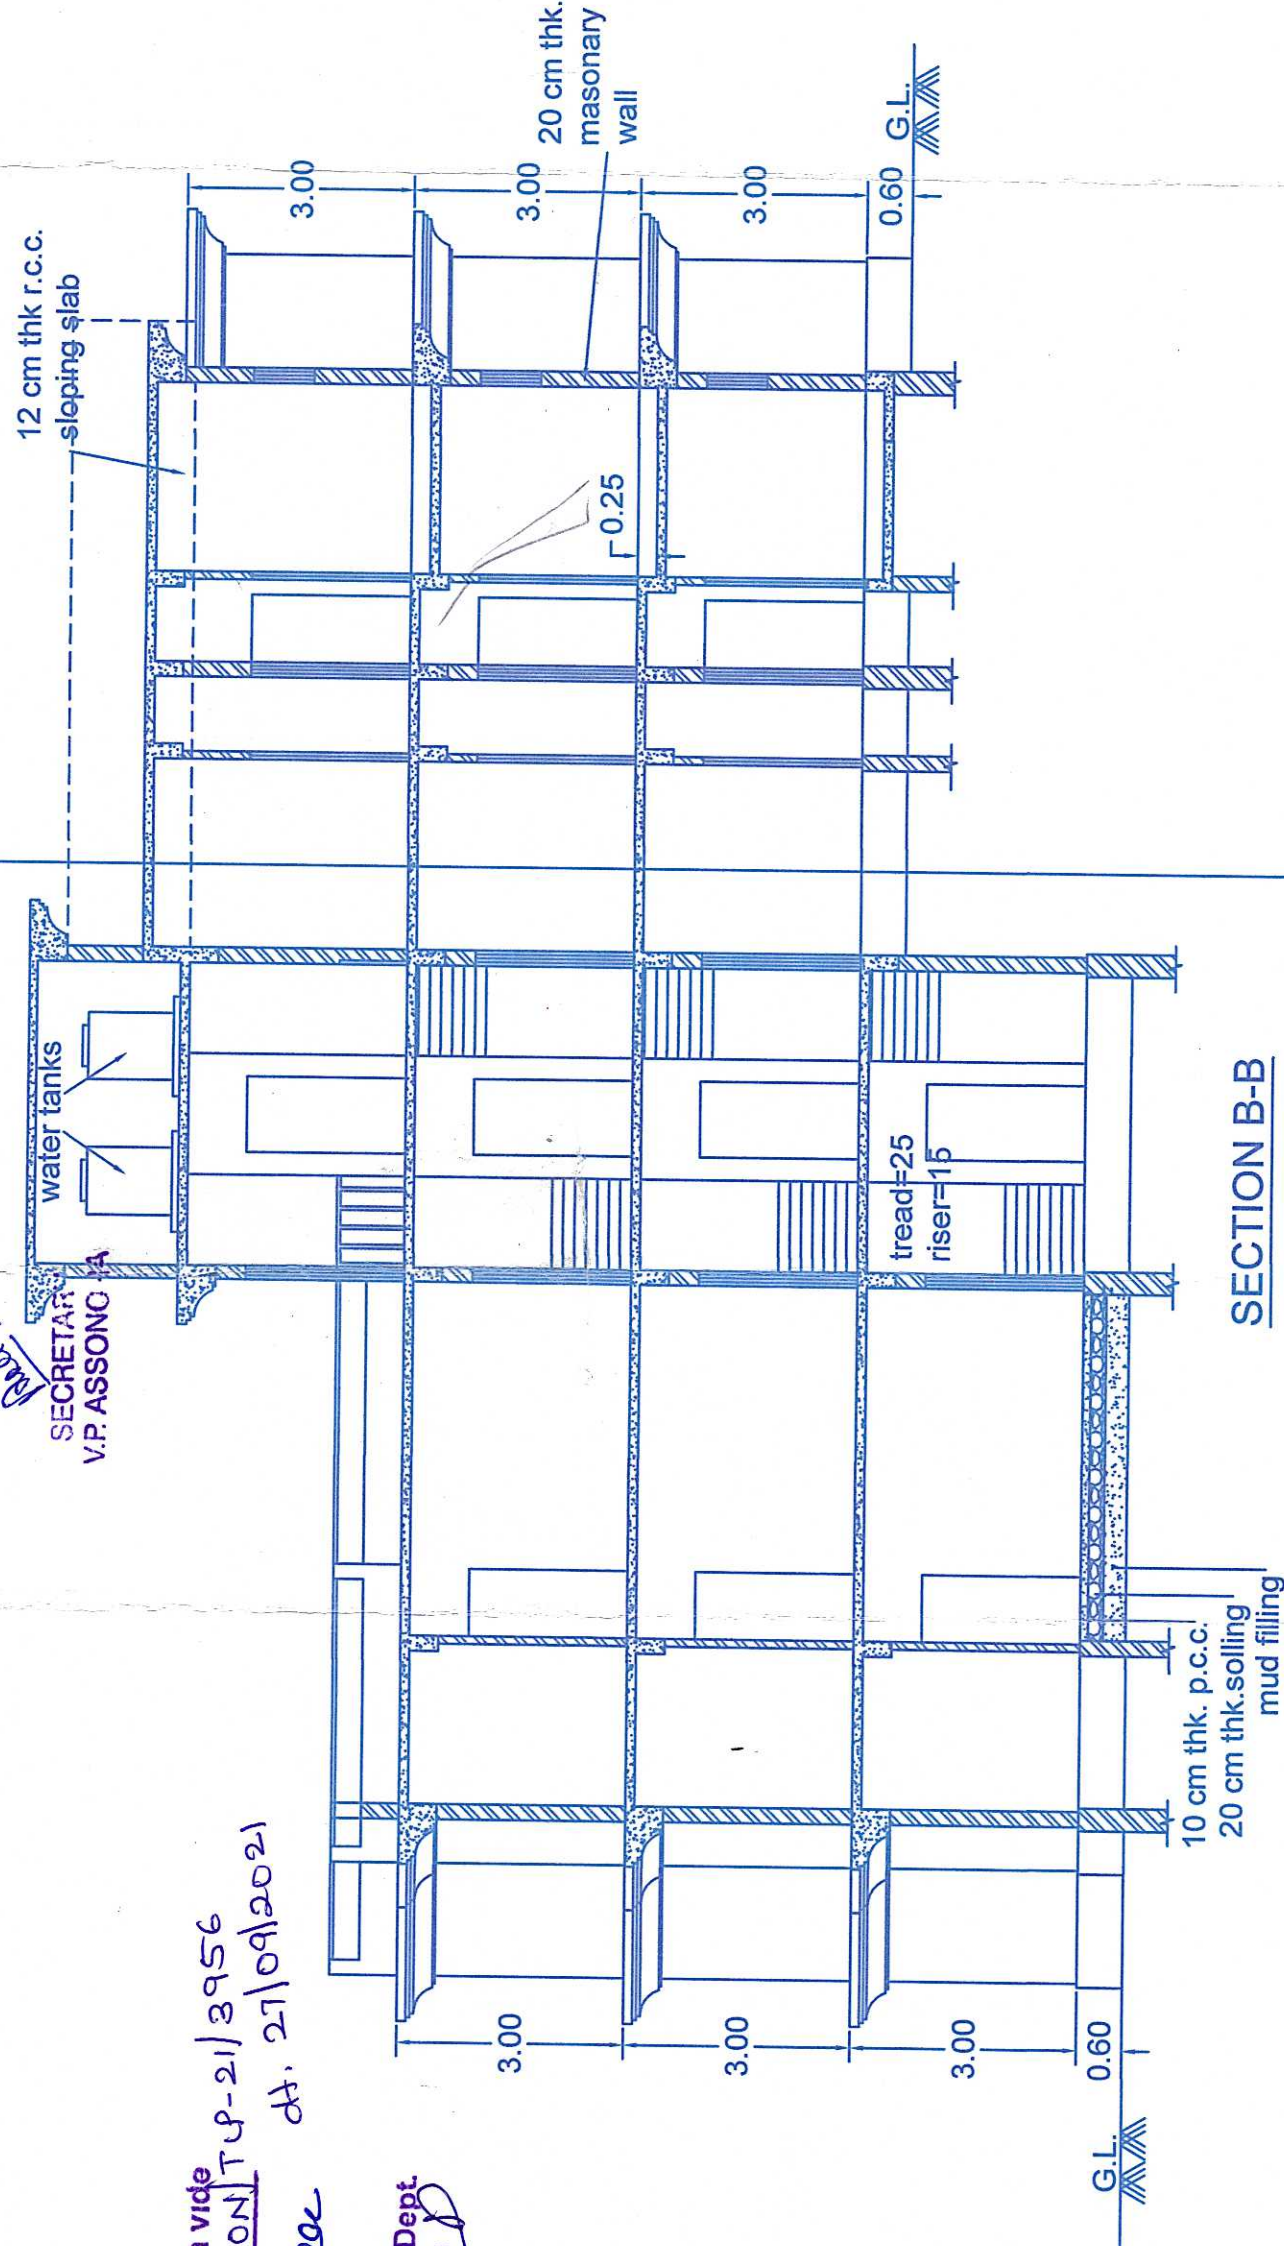 12 cm thk r.c.c.
sloping slab
water tanks
SECRETAR
V.P. ASSONO
20 cm thk.
masonary
wall
3.00
3.00
3.00
0.60
G.L.
0.25
tread=25
riser=15
vide
TCP-21/3956
dt. 27/09/2021
Dept.
3.00
3.00
3.00
0.60
G.L.
10 cm thk. p.c.c.
20 cm thk.solling
mud filling
SECTION B-B